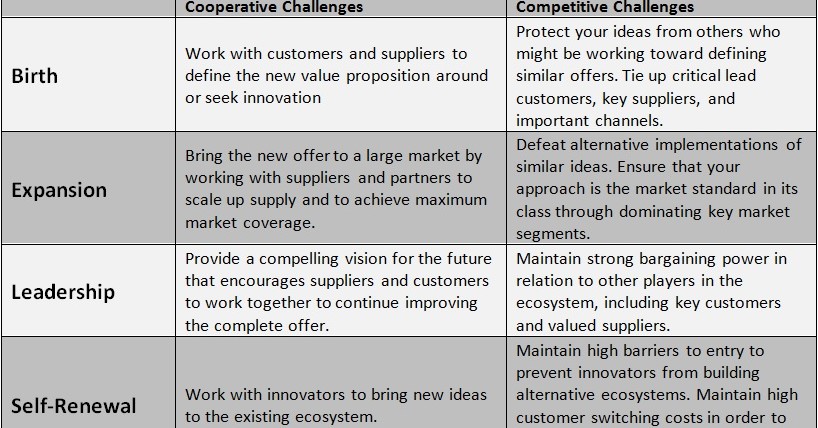 Cooperative Challenges
Competitive Challenges
Birth
Work with customers and suppliers to
define the new value proposition around
or seek innovation
Protect your ideas from others who
might be working toward defining
similar offers. Tie up critical lead
customers, key suppliers, and
important channels.
Expansion
Bring the new offer to a large market by
working with suppliers and partners to
scale up supply and to achieve maximum
market coverage.
Defeat alternative implementations of
similar ideas. Ensure that your
approach is the market standard in its
class through dominating key market
segments.
Leadership
Provide a compelling vision for the future
that encourages suppliers and customers
to work together to continue improving
the complete offer.
Maintain strong bargaining power in
relation to other players in the
ecosystem, including key customers
and valued suppliers.
Self-Renewal
Work with innovators to bring new ideas
to the existing ecosystem.
Maintain high barriers to entry to
prevent innovators from building
alternative ecosystems. Maintain high
customer switching costs in order to